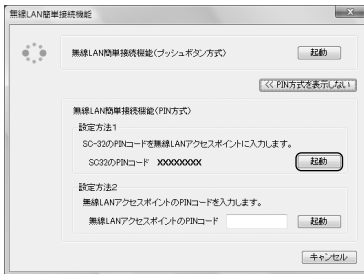 無線LAN簡単接続機能
x
無線LAN簡単接続機能(プッシュボタン方式)
起動
<< PIN方式を表示しない
無線LAN簡単接続機能(PIN方式)
設定方法1
SC-32のPINコードを無線LANアクセスポイントに入力します。
SC32のPINコード XXXXXXXX
起動
設定方法2
無線LANアクセスポイントのPINコードを入力します。
無線LANアクセスポイントのPINコード
起動
キャンセル